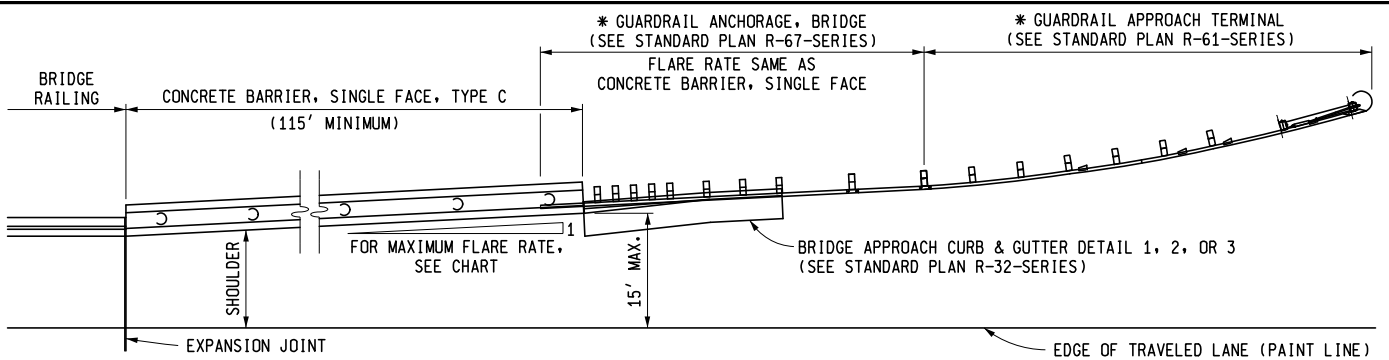 * GUARDRAIL ANCHORAGE, BRIDGE
(SEE STANDARD PLAN R-67-SERIES)
FLARE RATE SAME AS
CONCRETE BARRIER, SINGLE FACE
* GUARDRAIL APPROACH TERMINAL
(SEE STANDARD PLAN R-61-SERIES)
BRIDGE
RAILING
CONCRETE BARRIER, SINGLE FACE, TYPE C
(115' MINIMUM)
1
FOR MAXIMUM FLARE RATE,
SEE CHART
SHOULDER
15' MAX.
BRIDGE APPROACH CURB & GUTTER DETAIL 1, 2, OR 3
(SEE STANDARD PLAN R-32-SERIES)
EXPANSION JOINT
EDGE OF TRAVELED LANE (PAINT LINE)